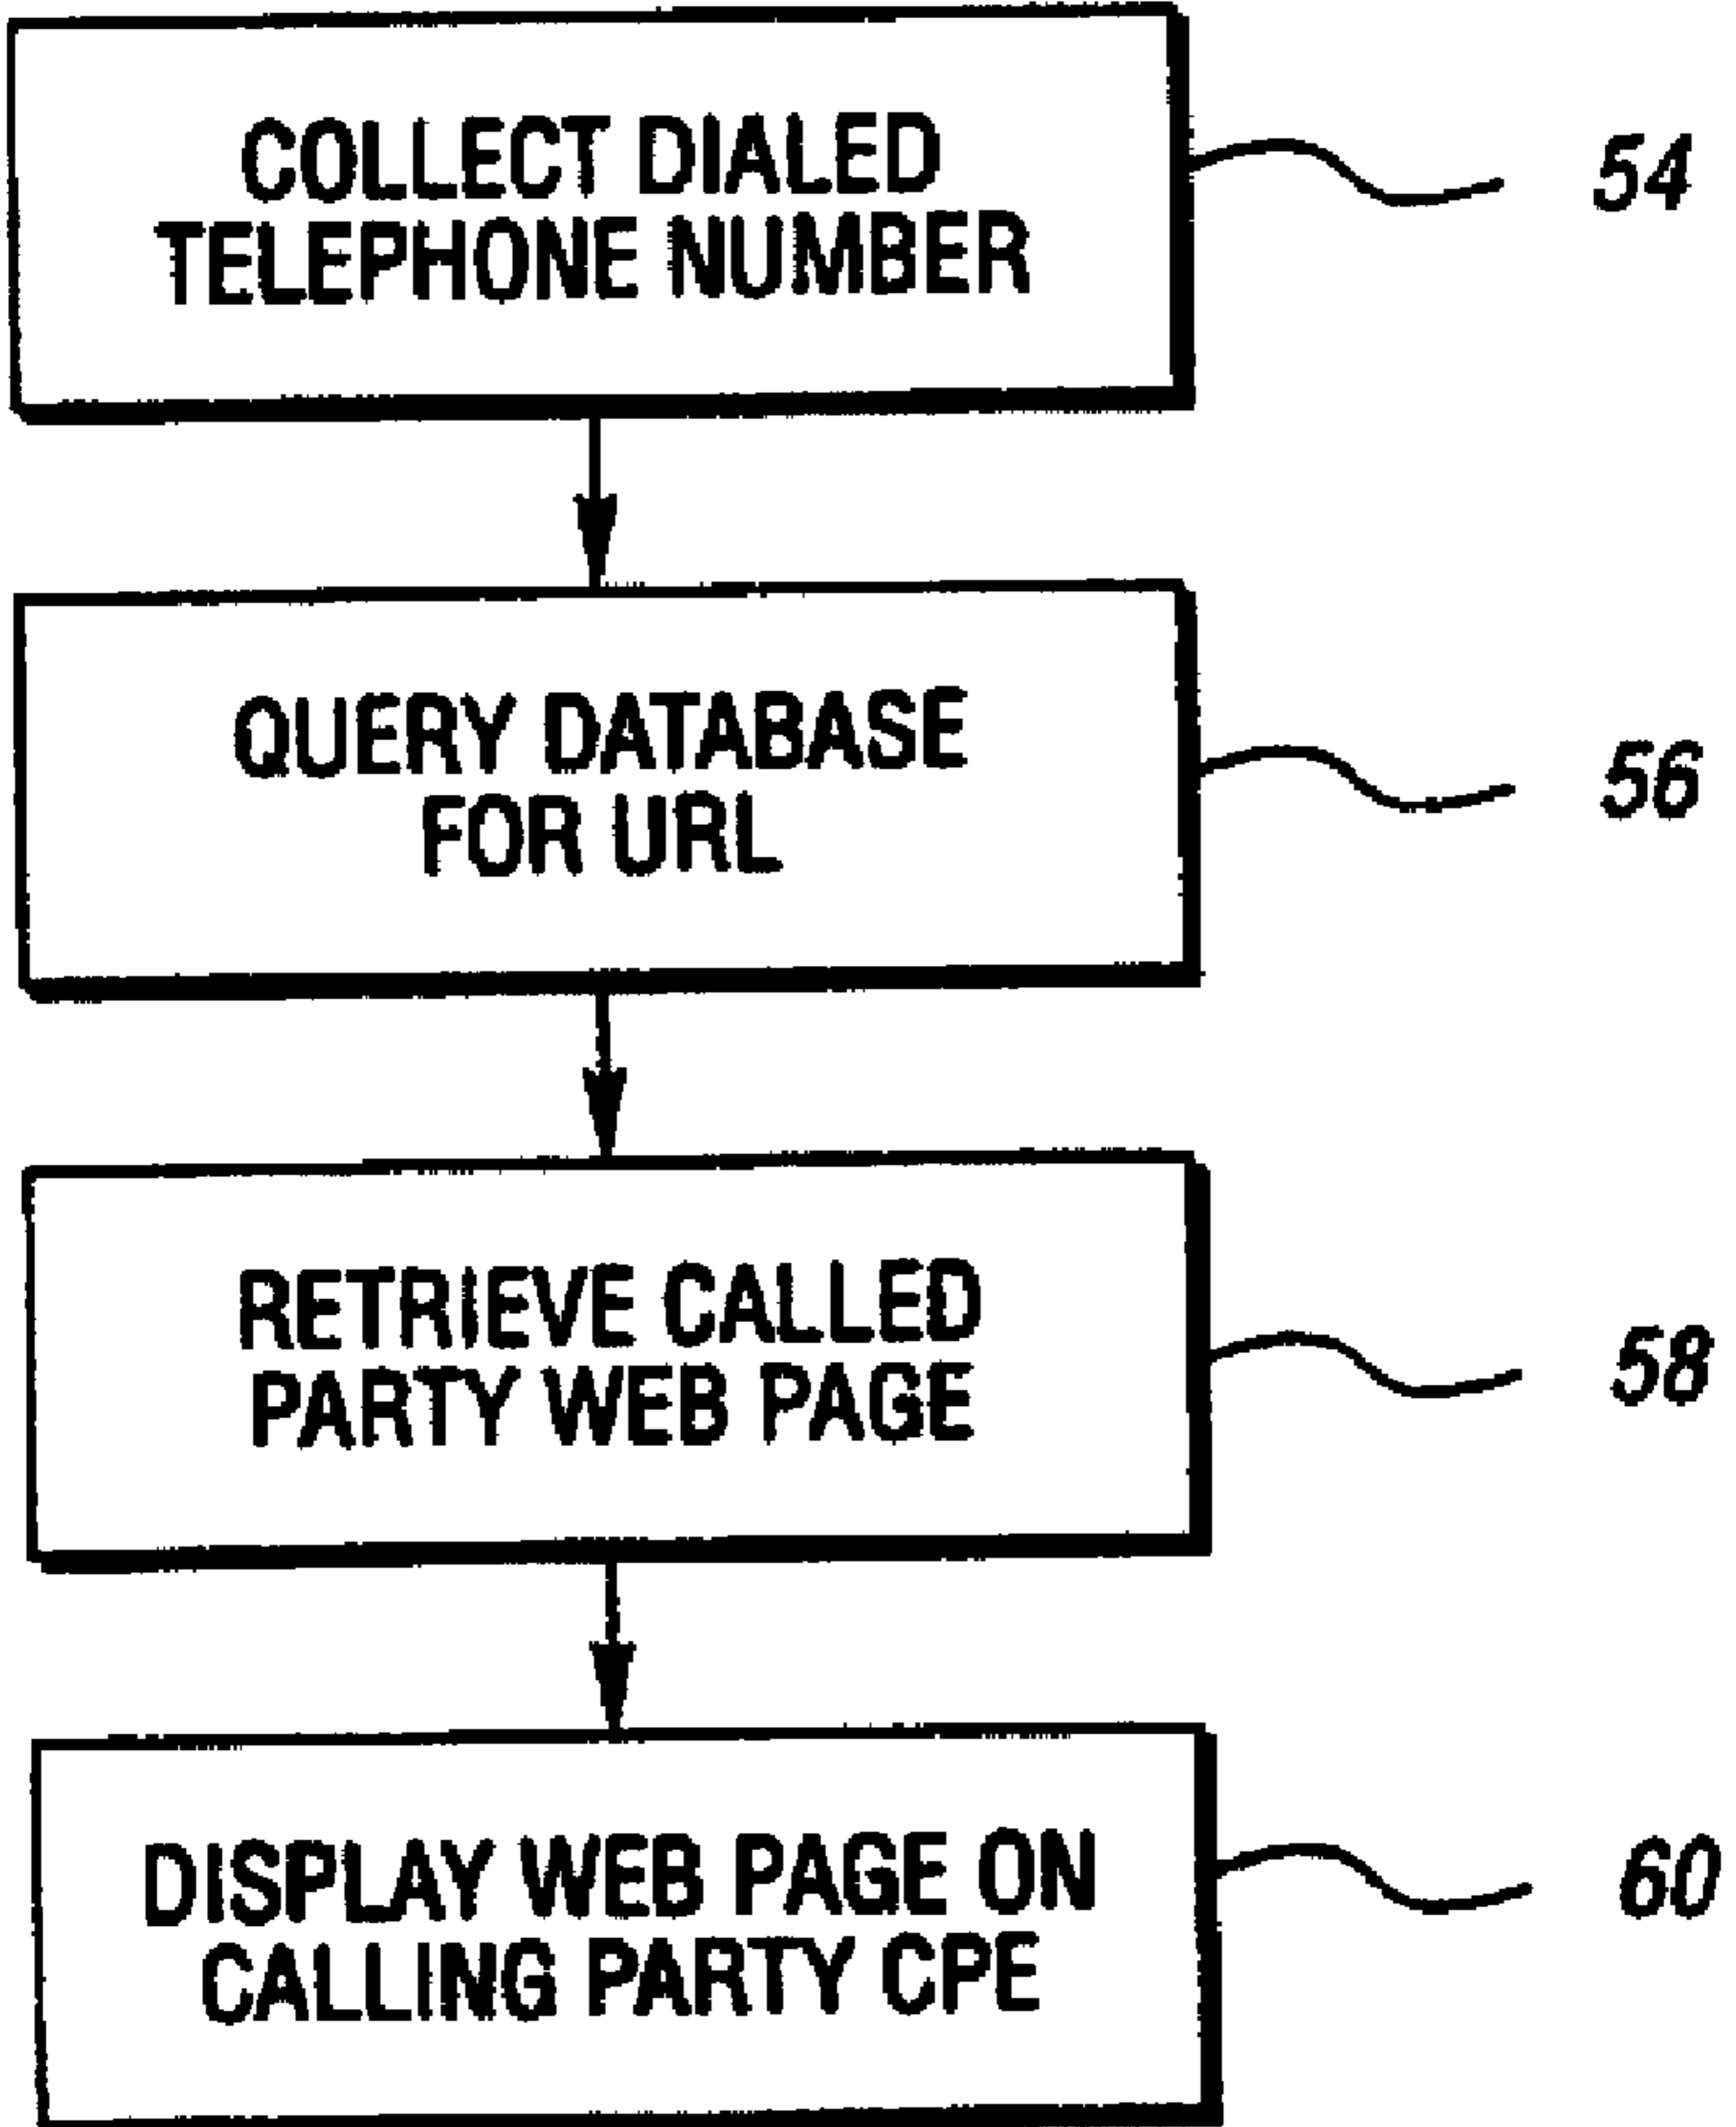 COLLECT DIALED
TELEPHONE NUMBER
54
QUERY DATABASE
FOR URL
56
RETRIEVE CALLED
PARTY WEB PAGE
58
DISPLAY WEB PAGE ON
CALLING PARTY CPE
60